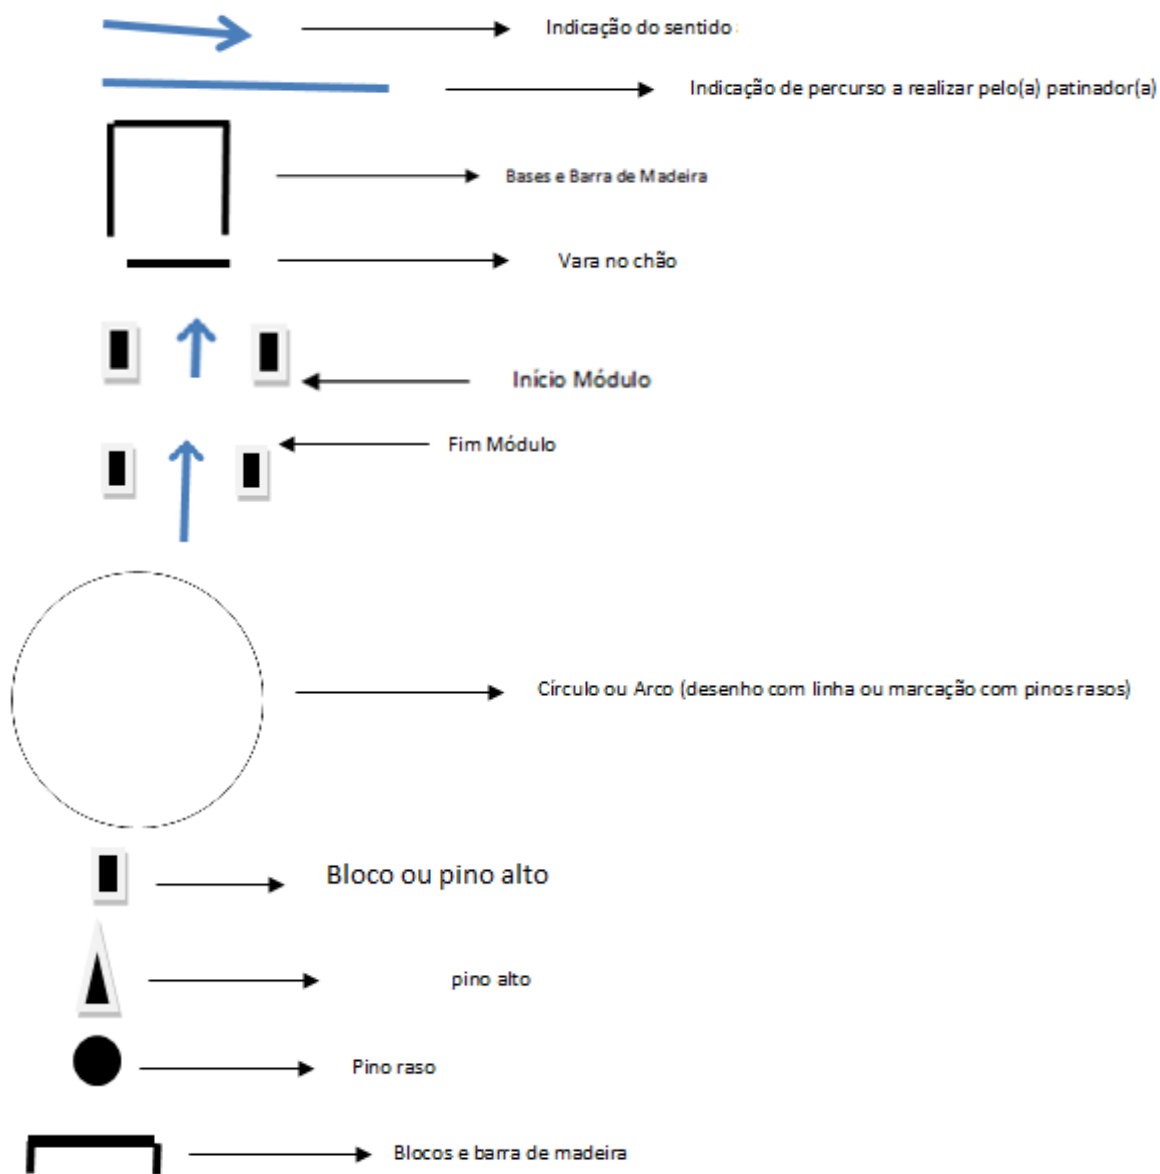 Indicação do sentido
Indicação de percurso a realizar pelo(a) patinador(a)
Bases e Barra de Madeira
Vara no chão
Início Módulo
Fim Módulo
Círculo ou Arco (desenho com linha ou marcação com pinos rasos)
Bloco ou pino alto
pino alto
Pino raso
Blocos e barra de madeira